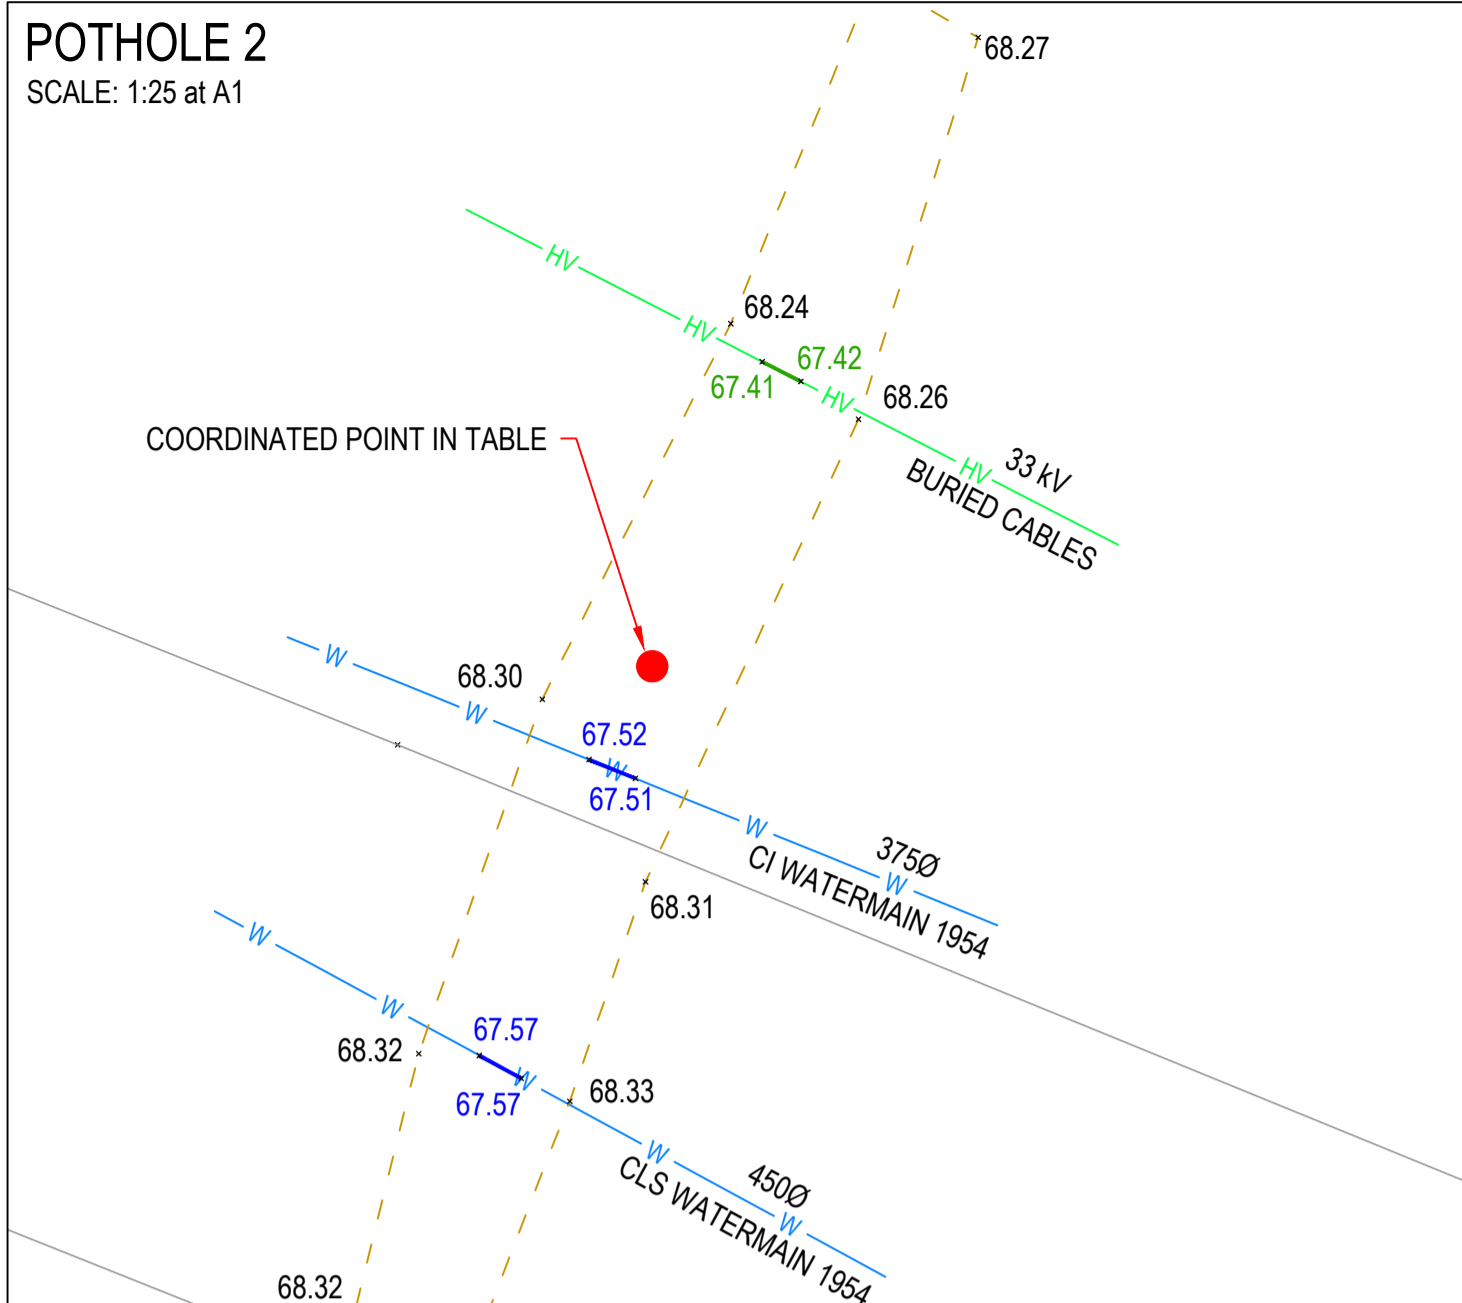 POTHOLE 2
SCALE: 1:25 at A1
68.27
HV
HV
68.24
67.42
67.41
HV
68.26
COORDINATED POINT IN TABLE
HV
33 kV
BURIED CABLES
W
68.30
W
67.52
W
67.51
W
375Ø
W
CI WATERMAIN 1954
68.31
W
W
67.57
68.32
W
67.57
68.33
W
450Ø
W
CLS WATERMAIN 1954
68.32